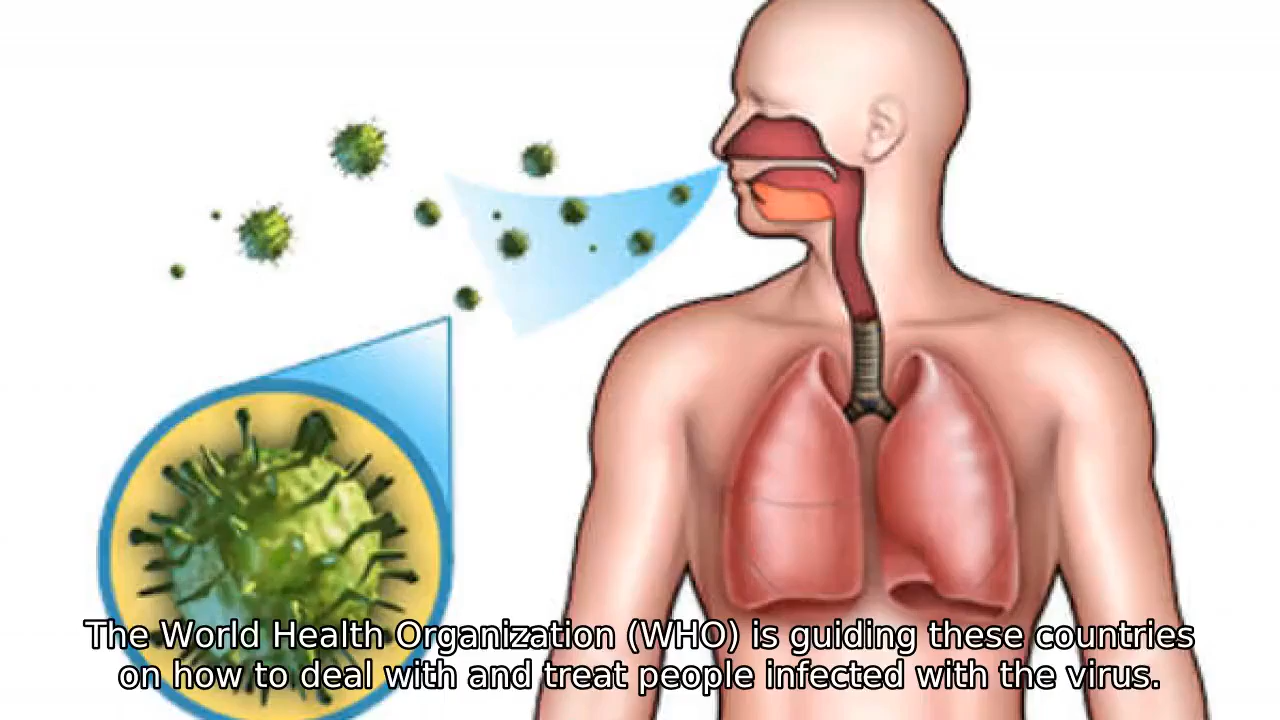 The World Health Organization (WHO) is guiding these countries
on how to deal with and treat people infected with the virus.